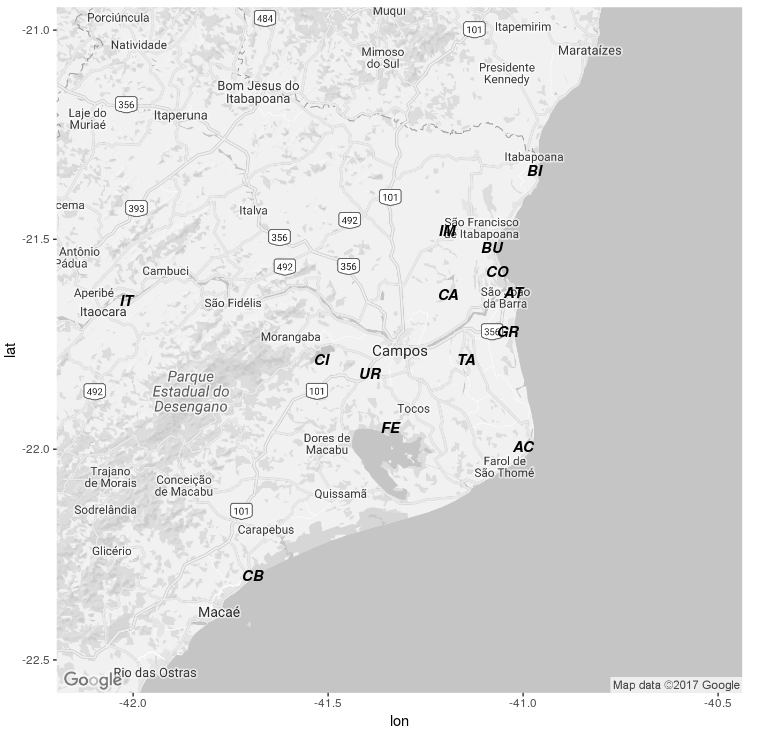 Porciúncula
484
Muqui
-21.0
101
Itapemirim
Natividade
Mimoso
do Sul
Marataízes
Presidente
Kennedy
Bom Jesus do
Itabapoana
356
Laje do
Muriaé
Itaperuna
Itabapoana
BI
101
cema
393
Italva
492
São Francisco
de Itabapoana
IM
356
-21.5
BU
Antônio
Pádua
Cambuci
492
356
CO
Aperibé
IT
Itaocara
São Fidélis
CA
São João
da Barra
AT
Morangaba
356
GR
Campos
CI
TA
UR
Parque
Estadual do
Desengano
492
101
Tocos
FE
Dores de
Macabu
AC
-22.0
Farol de
São Thomé
Trajano
de Morais
Conceição
de Macabu
Quissamã
Sodrelândia
101
Carapebus
Glicério
CB
Macaé
-22.5
Rio das Ostras
Google
Map data ©2017 Google
-42.0
-41.5
-41.0
-40.5
lon
lat